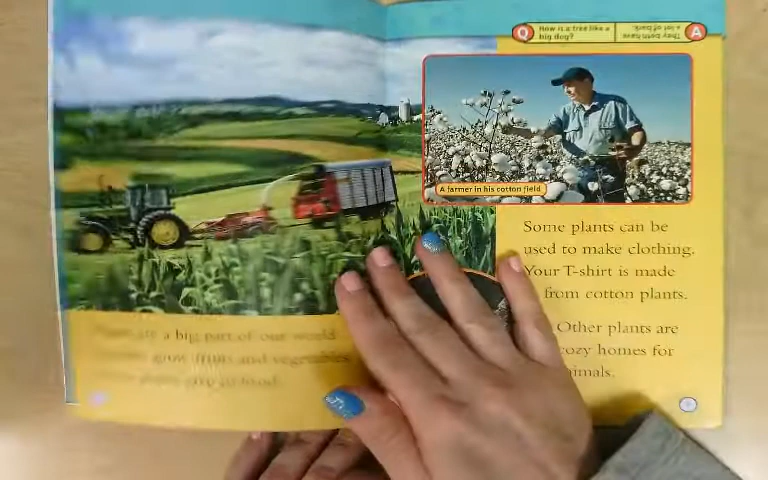 Q How is a tree like a
big dog?
They both have
a lot of bark.
A
A farmer in his cotton field
Some plants can be
used to make clothing.
Your T-shirt is made
from cotton plants.
Other plants are
cozy homes for
are a big part of our world
grow fruits and vegetables